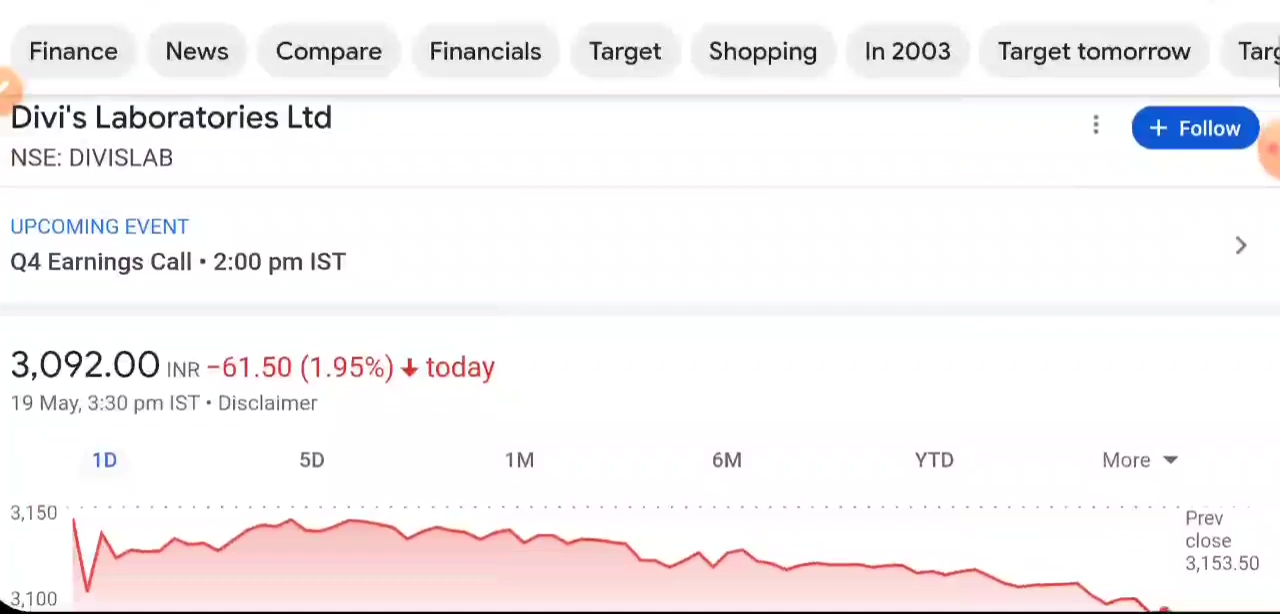 Finance News Compare Financials Target Shopping In 2003 Target tomorrow
Divi's Laboratories Ltd
+ Follow
NSE: DIVISLAB
UPCOMING EVENT
Q4 Earnings Call • 2:00 pm IST
3,092.00 INR −61.50 (1.95%) ↓ today
19 May, 3:30 pm IST • Disclaimer
1D 5D 1M 6M YTD More
3,150
Prev
close
3,153.50
3,100